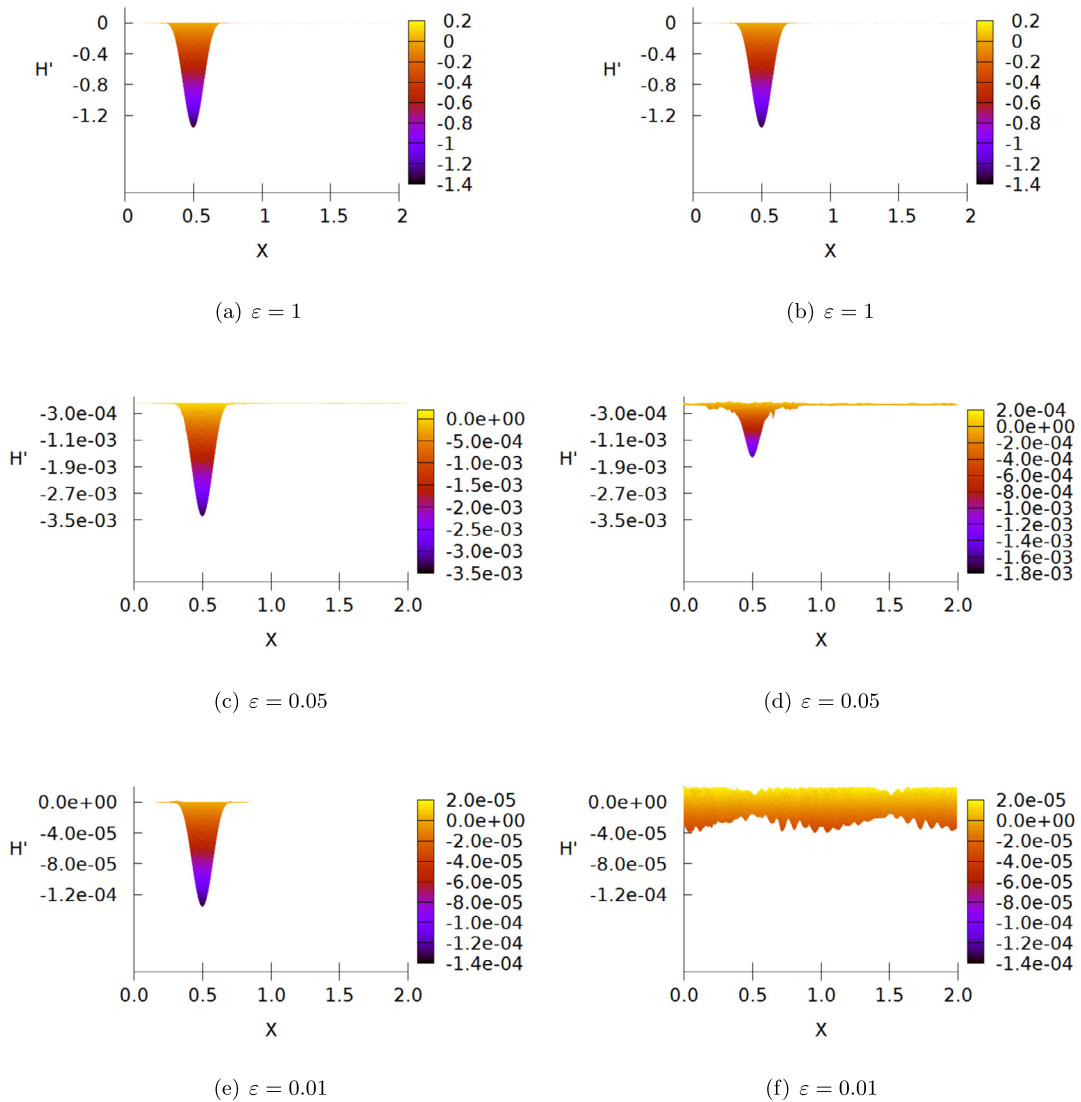 0
-0.4
-0.8
-1.2
H'
0 0.5 1 1.5 2
X
0.2
0
-0.2
-0.4
-0.6
-0.8
-1
-1.2
-1.4
(a) ε = 1
0
-0.4
-0.8
-1.2
H'
0 0.5 1 1.5 2
X
0.2
0
-0.2
-0.4
-0.6
-0.8
-1
-1.2
-1.4
(b) ε = 1
-3.0e-04
-1.1e-03
-1.9e-03
-2.7e-03
-3.5e-03
H'
0.0 0.5 1.0 1.5 2.0
X
0.0e+00
-5.0e-04
-1.0e-03
-1.5e-03
-2.0e-03
-2.5e-03
-3.0e-03
-3.5e-03
(c) ε = 0.05
-3.0e-04
-1.1e-03
-1.9e-03
-2.7e-03
-3.5e-03
H'
0.0 0.5 1.0 1.5 2.0
X
2.0e-04
0.0e+00
-2.0e-04
-4.0e-04
-6.0e-04
-8.0e-04
-1.0e-03
-1.2e-03
-1.4e-03
-1.6e-03
-1.8e-03
(d) ε = 0.05
0.0e+00
-4.0e-05
-8.0e-05
-1.2e-04
H'
0.0 0.5 1.0 1.5 2.0
X
2.0e-05
0.0e+00
-2.0e-05
-4.0e-05
-6.0e-05
-8.0e-05
-1.0e-04
-1.2e-04
-1.4e-04
(e) ε = 0.01
0.0e+00
-4.0e-05
-8.0e-05
-1.2e-04
H'
0.0 0.5 1.0 1.5 2.0
X
2.0e-05
0.0e+00
-2.0e-05
-4.0e-05
-6.0e-05
-8.0e-05
-1.0e-04
-1.2e-04
-1.4e-04
(f) ε = 0.01